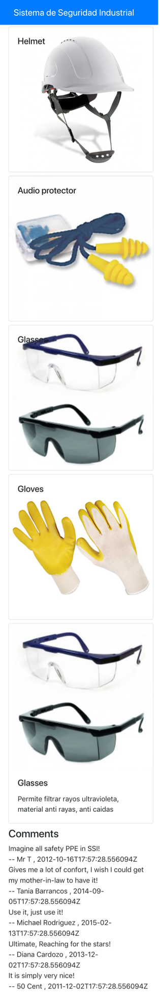 Sistema de Seguridad Industrial
Helmet
Audio protector
Glasses
Gloves
Glasses
Permite filtrar rayos ultravioleta,
material anti rayas, anti caidas
Comments
Imagine all safety PPE in SSI!
-- Mr T , 2012-10-16T17:57:28.556094Z
Gives me a lot of confort, I wish I could get
my mother-in-law to have it!
-- Tania Barrancos , 2014-09-
05T17:57:28.556094Z
Use it, just use it!
-- Michael Rodriguez , 2015-02-
13T17:57:28.556094Z
Ultimate, Reaching for the stars!
-- Diana Cardozo , 2013-12-
02T17:57:28.556094Z
It is simply very nice!
-- 50 Cent , 2011-12-02T17:57:28.556094Z